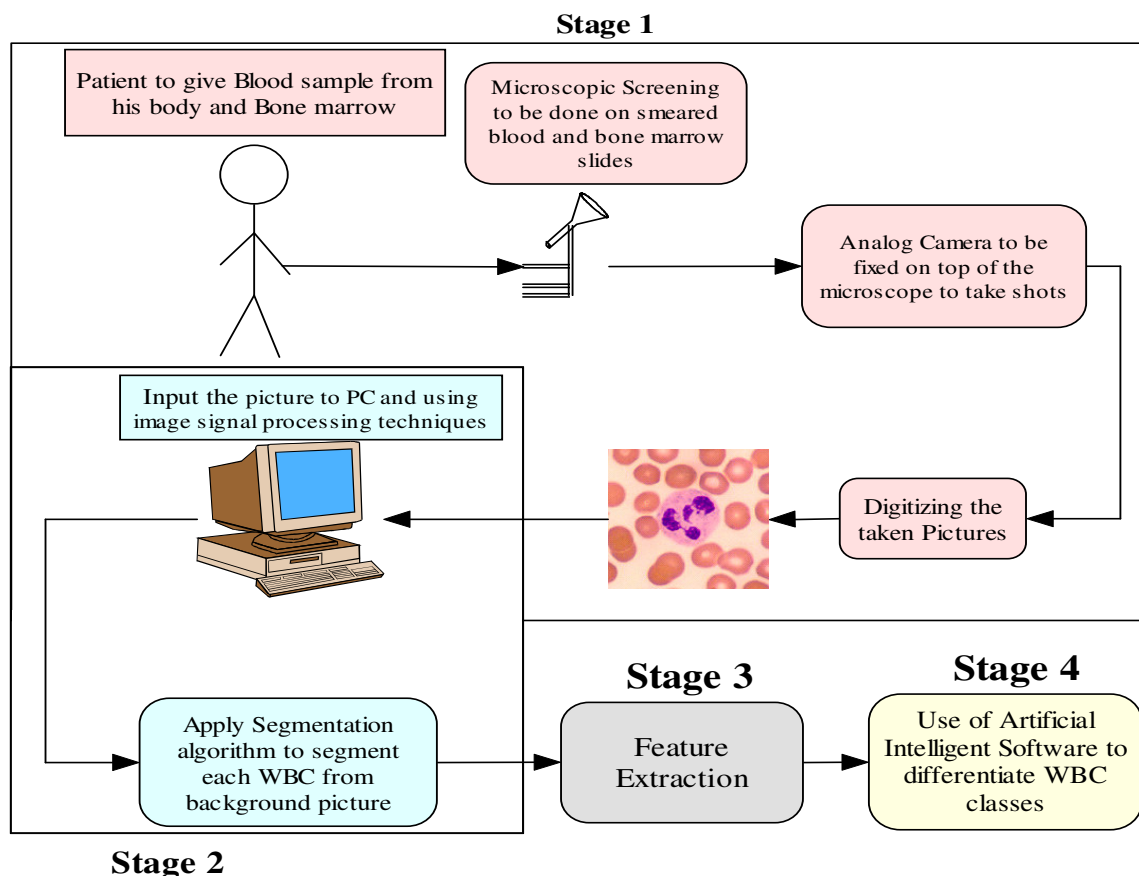 Stage 1
Patient to give Blood sample from
his body and Bone marrow
Microscopic Screening
to be done on smeared
blood and bone marrow
slides
Analog Camera to be
fixed on top of the
microscope to take shots
Input the picture to PC and using
image signal processing techniques
Digitizing the
taken Pictures
Stage 3
Stage 4
Apply Segmentation
algorithm to segment
each WBC from
background picture
Feature
Extraction
Use of Artificial
Intelligent Software to
differentiate WBC
classes
Stage 2